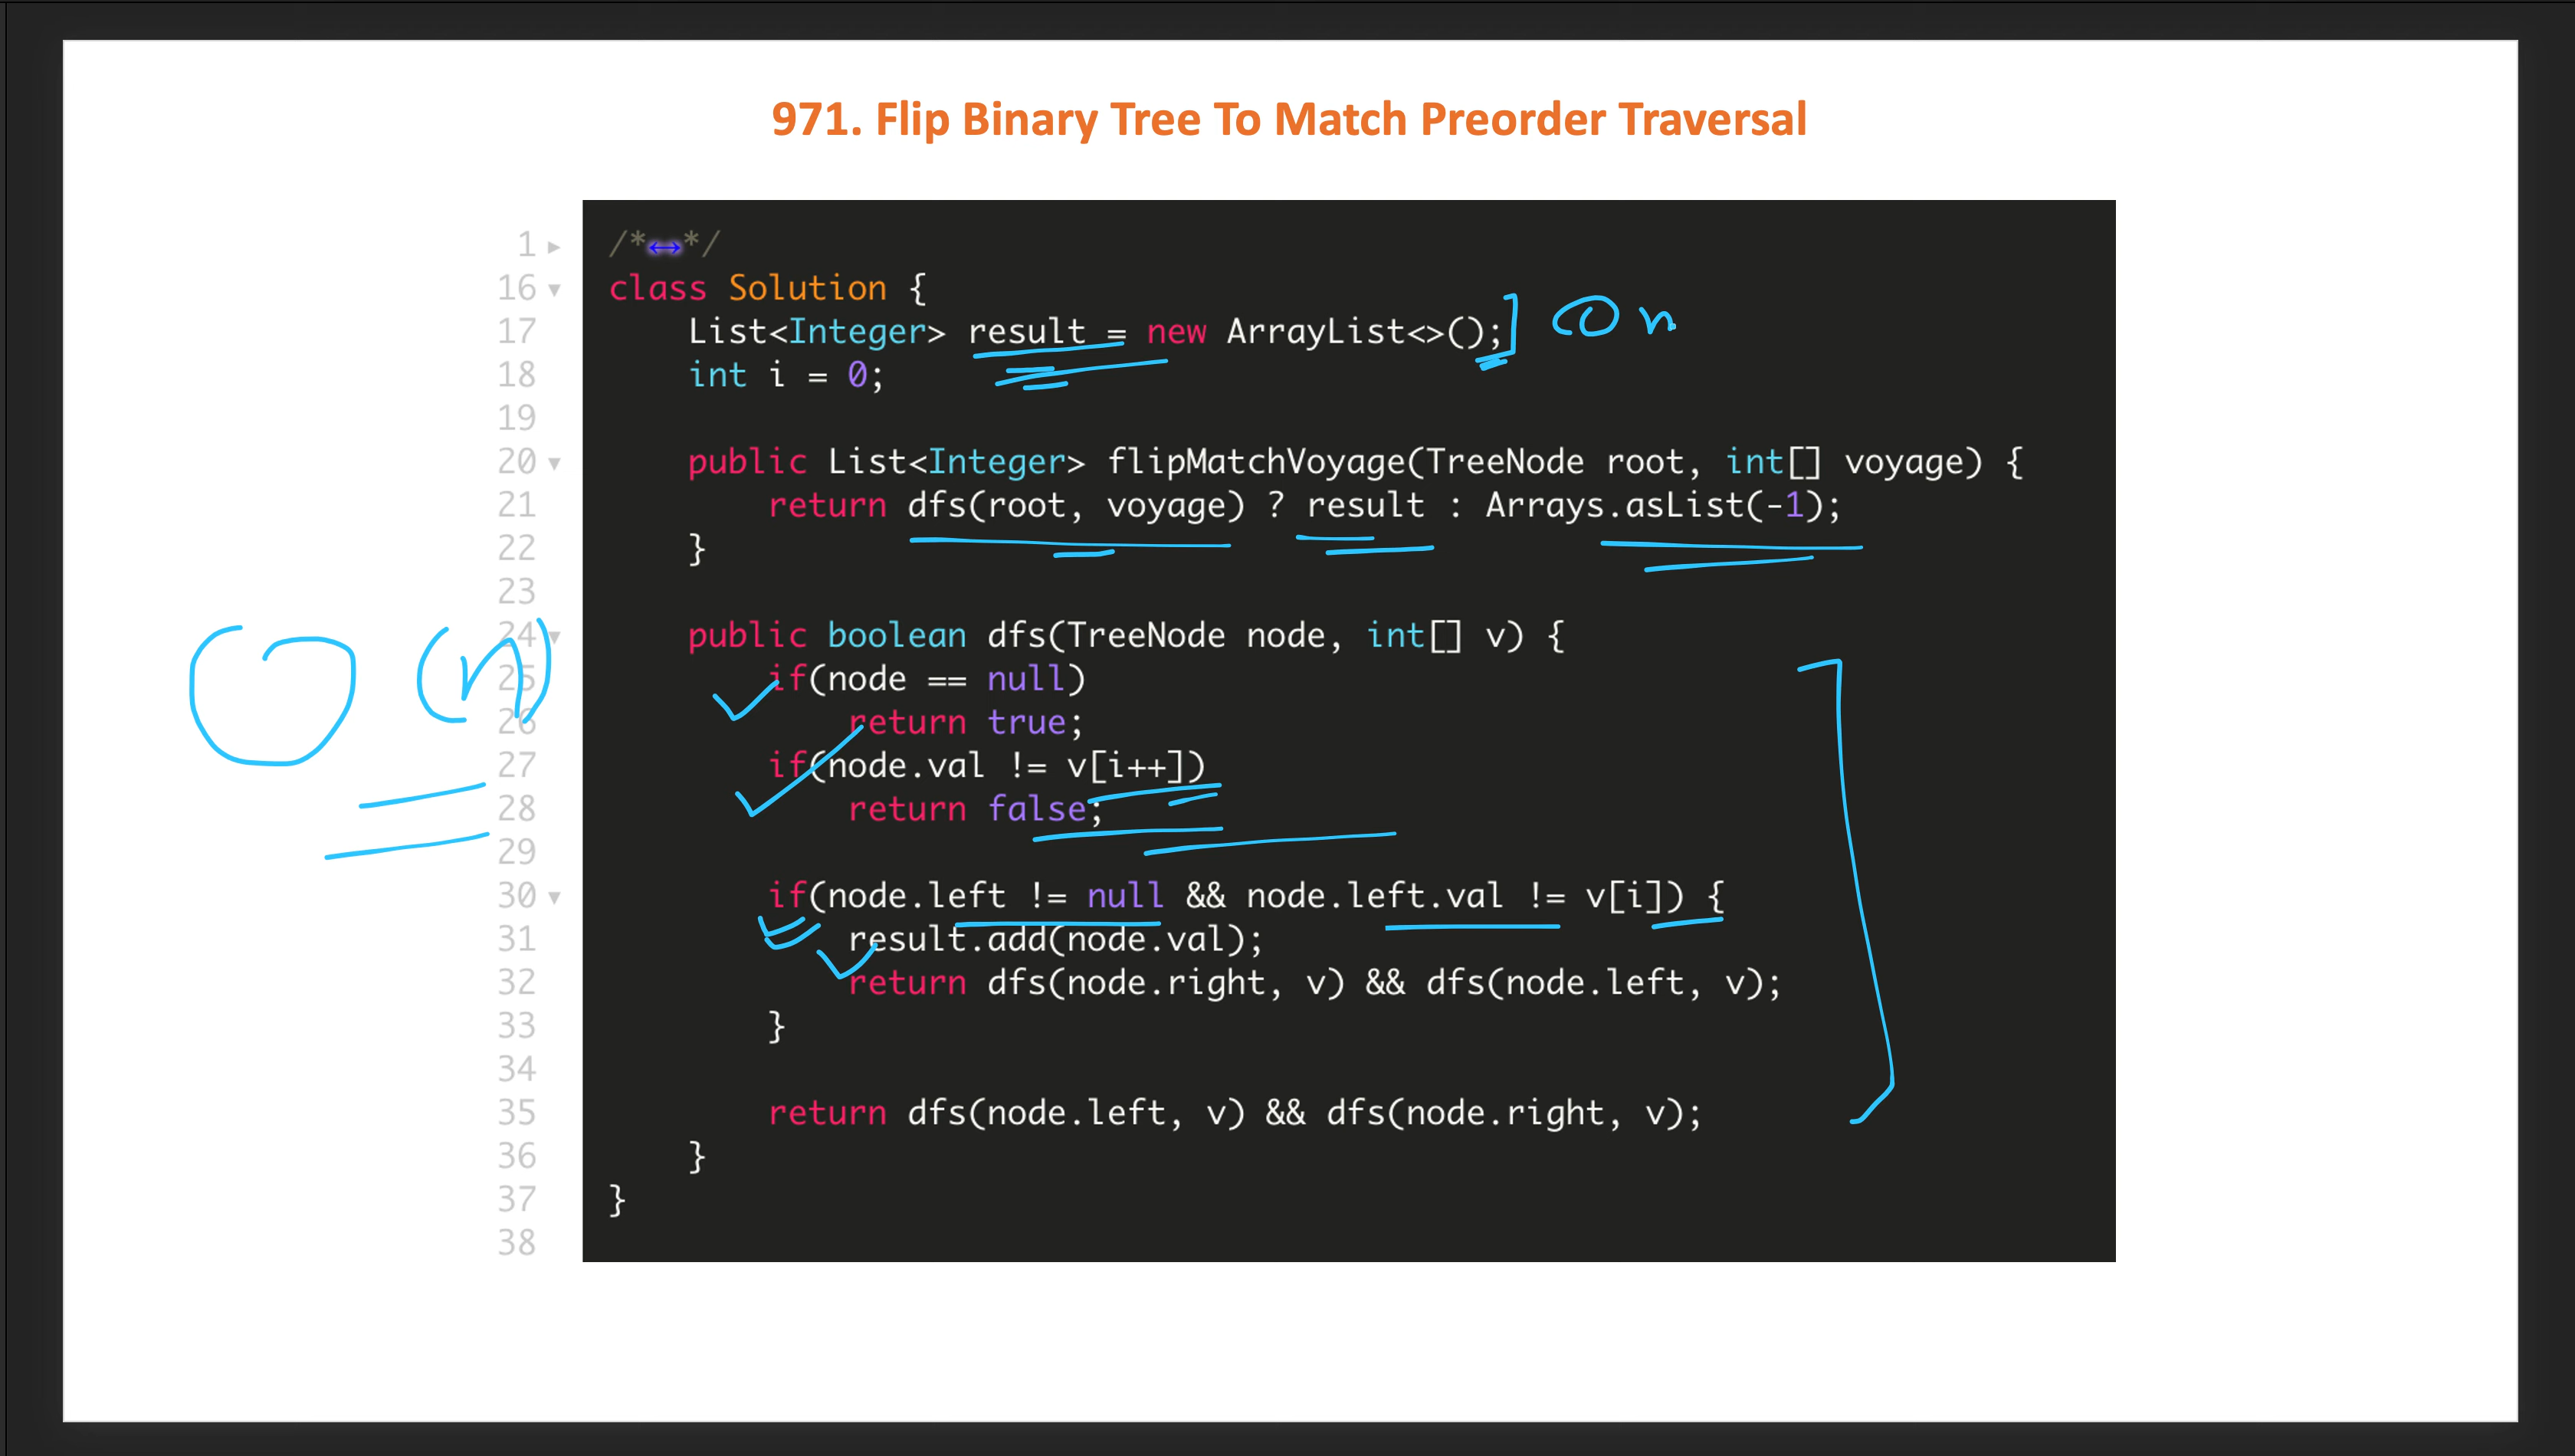 971. Flip Binary Tree To Match Preorder Traversal
1 /*↔*/
16 class Solution {
17 List<Integer> result = new ArrayList<>(); O n
18 int i = 0;
19
20 public List<Integer> flipMatchVoyage(TreeNode root, int[] voyage) {
21 return dfs(root, voyage) ? result : Arrays.asList(-1);
22 }
23
24 public boolean dfs(TreeNode node, int[] v) {
O (n)
25 if(node == null)
26 return true;
27 if(node.val != v[i++])
28 return false;
29
30 if(node.left != null && node.left.val != v[i]) {
31 result.add(node.val);
32 return dfs(node.right, v) && dfs(node.left, v);
33 }
34
35 return dfs(node.left, v) && dfs(node.right, v);
36 }
37 }
38